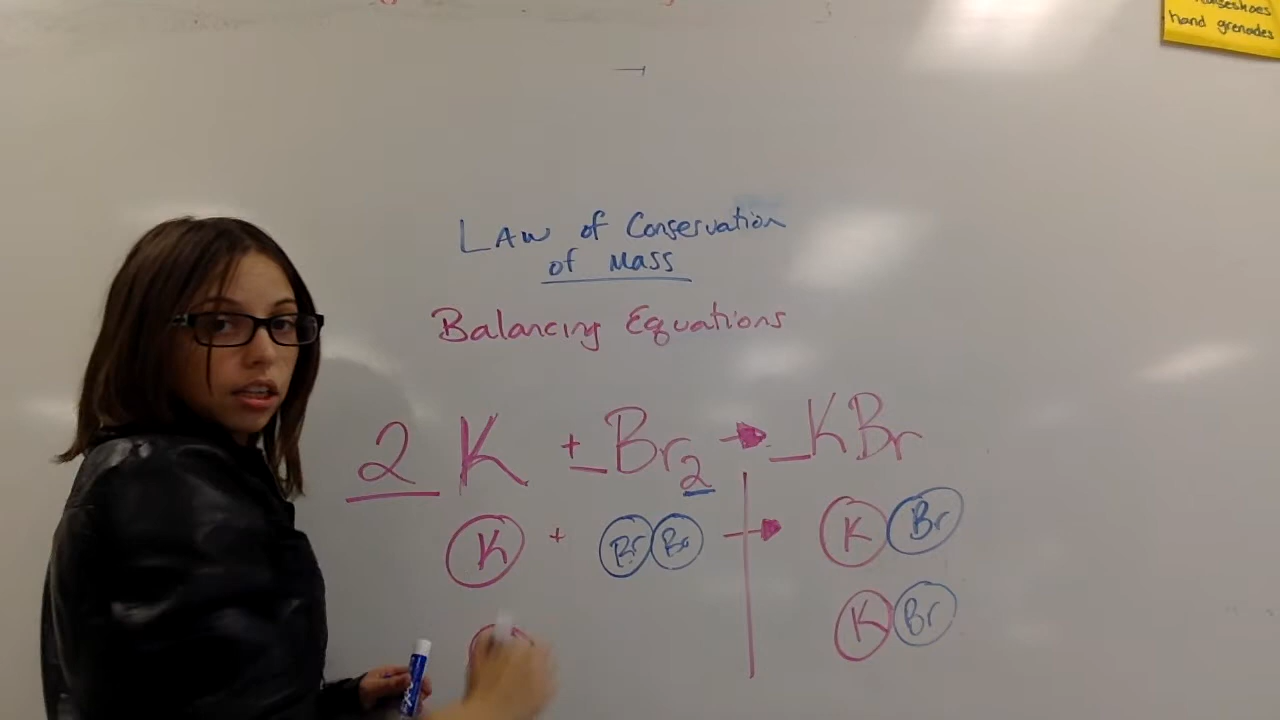 horseshoes
hand grenades
Law of Conservation
of Mass
Balancing Equations
2 K + _Br₂ → _KBr
K + Br Br → K Br
K Br